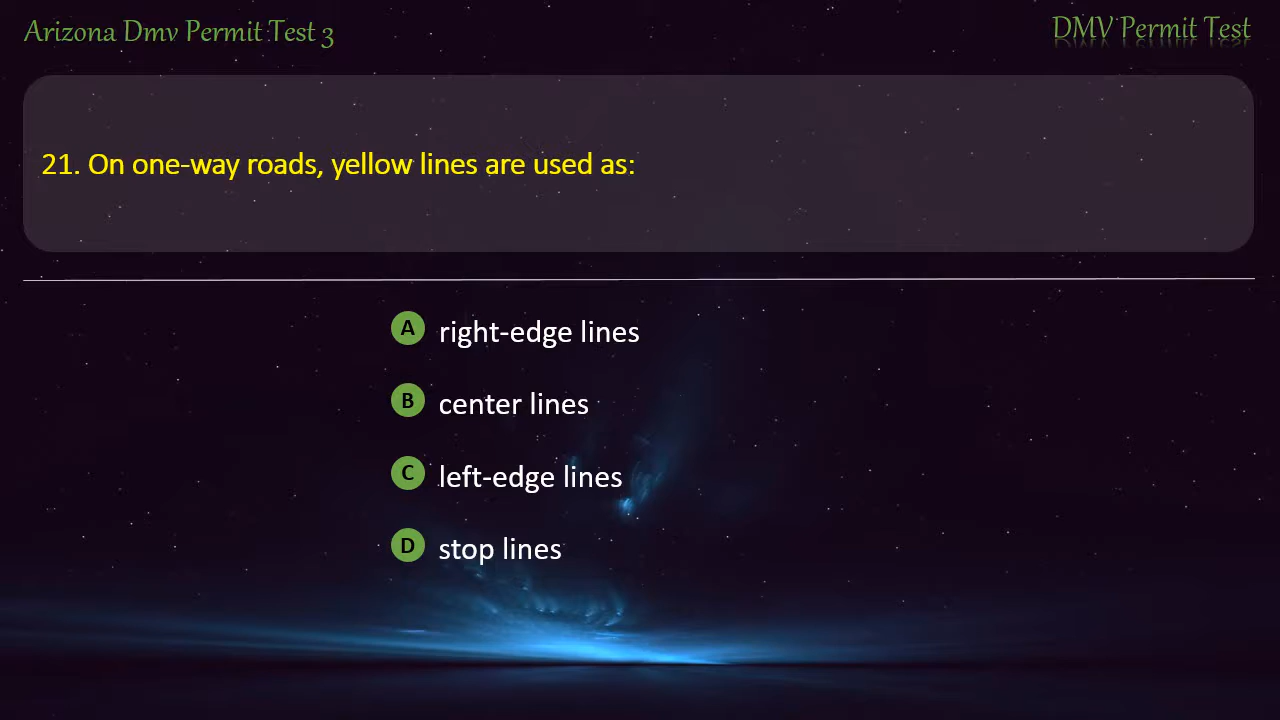 Arizona Dmv Permit Test 3
DMV Permit Test
21. On one-way roads, yellow lines are used as:
A right-edge lines
B center lines
C left-edge lines
D stop lines